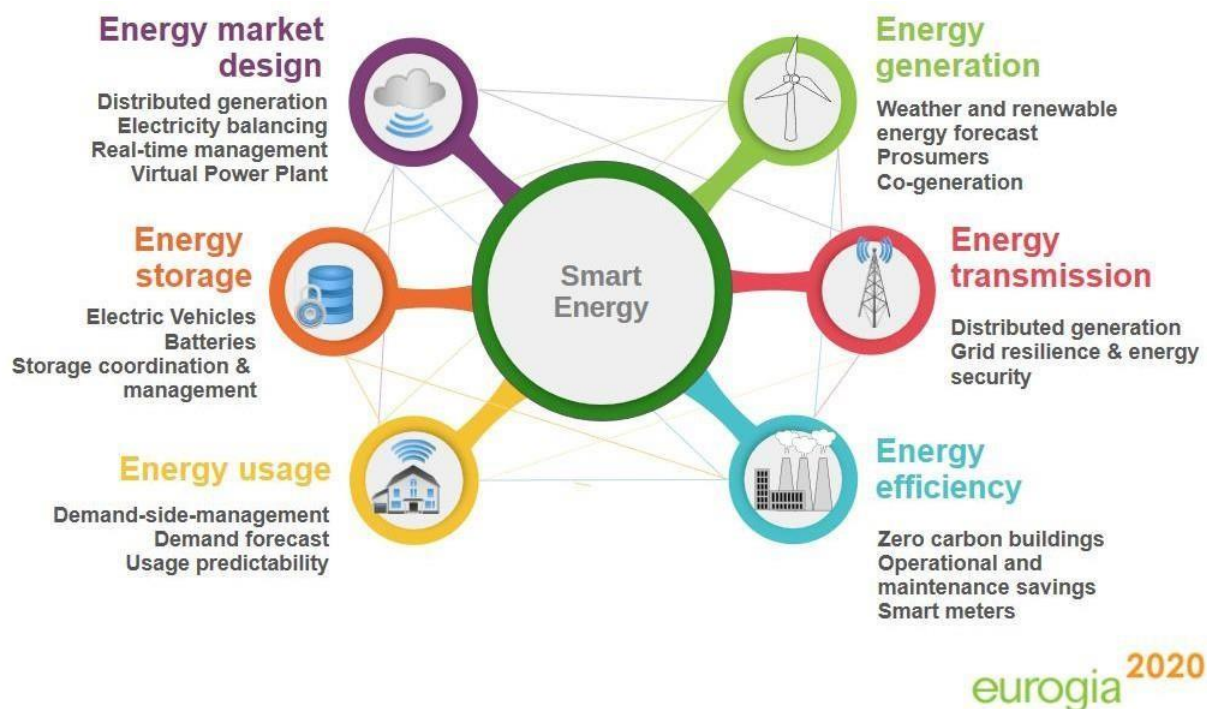 Energy market
design
Distributed generation
Electricity balancing
Real-time management
Virtual Power Plant
Energy
generation
Weather and renewable
energy forecast
Prosumers
Co-generation
Energy
storage
Electric Vehicles
Batteries
Storage coordination &
management
Smart
Energy
Energy
transmission
Distributed generation
Grid resilience & energy
security
Energy usage
Demand-side-management
Demand forecast
Usage predictability
Energy
efficiency
Zero carbon buildings
Operational and
maintenance savings
Smart meters
eurogia 2020